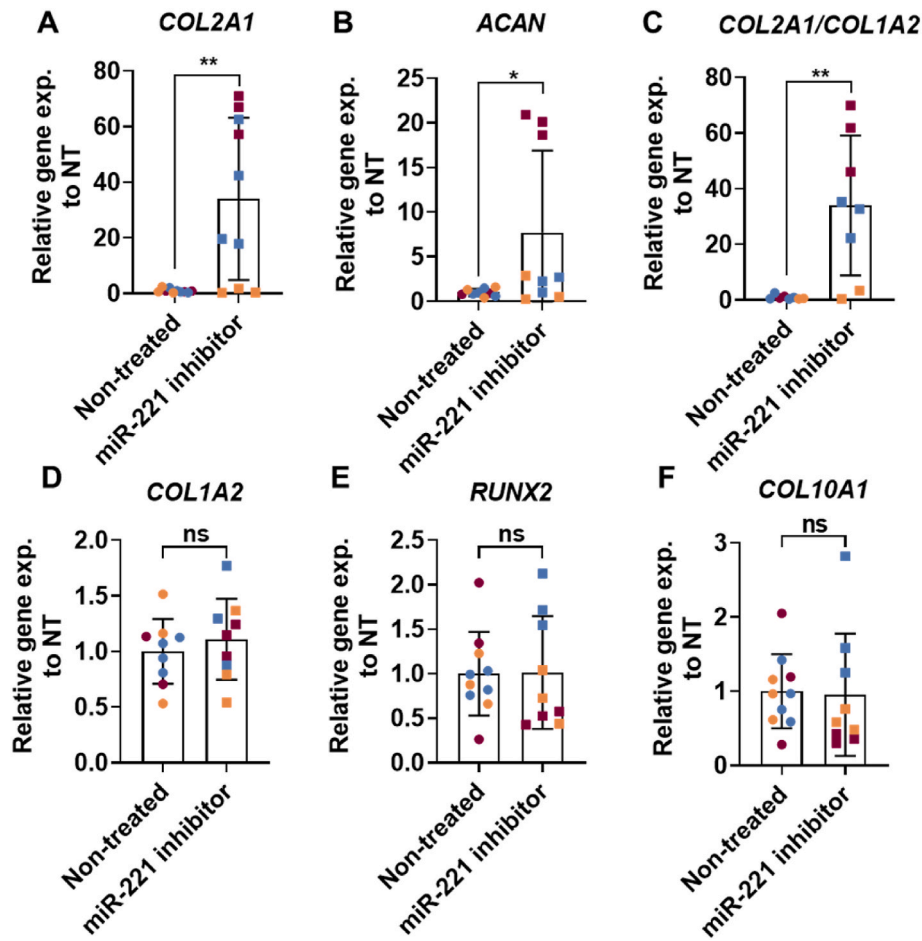 A
COL2A1
Relative gene exp.
to NT
80
60
40
20
0
**
Non-treated
miR-221 inhibitor
B
ACAN
Relative gene exp.
to NT
25
20
15
10
5
0
*
Non-treated
miR-221 inhibitor
C
COL2A1/COL1A2
Relative gene exp.
to NT
80
60
40
20
0
**
Non-treated
miR-221 inhibitor
D
COL1A2
Relative gene exp.
to NT
2.0
1.5
1.0
0.5
0.0
ns
Non-treated
miR-221 inhibitor
E
RUNX2
Relative gene exp.
to NT
2.5
2.0
1.5
1.0
0.5
0.0
ns
Non-treated
miR-221 inhibitor
F
COL10A1
Relative gene exp.
to NT
3
2
1
0
ns
Non-treated
miR-221 inhibitor